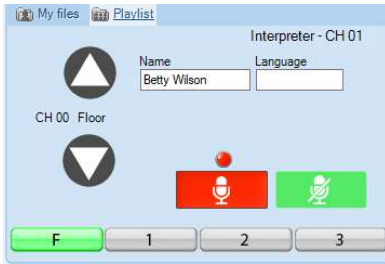 My files Playlist
Interpreter - CH 01
Name Language
Betty Wilson
CH 00 Floor
F 1 2 3